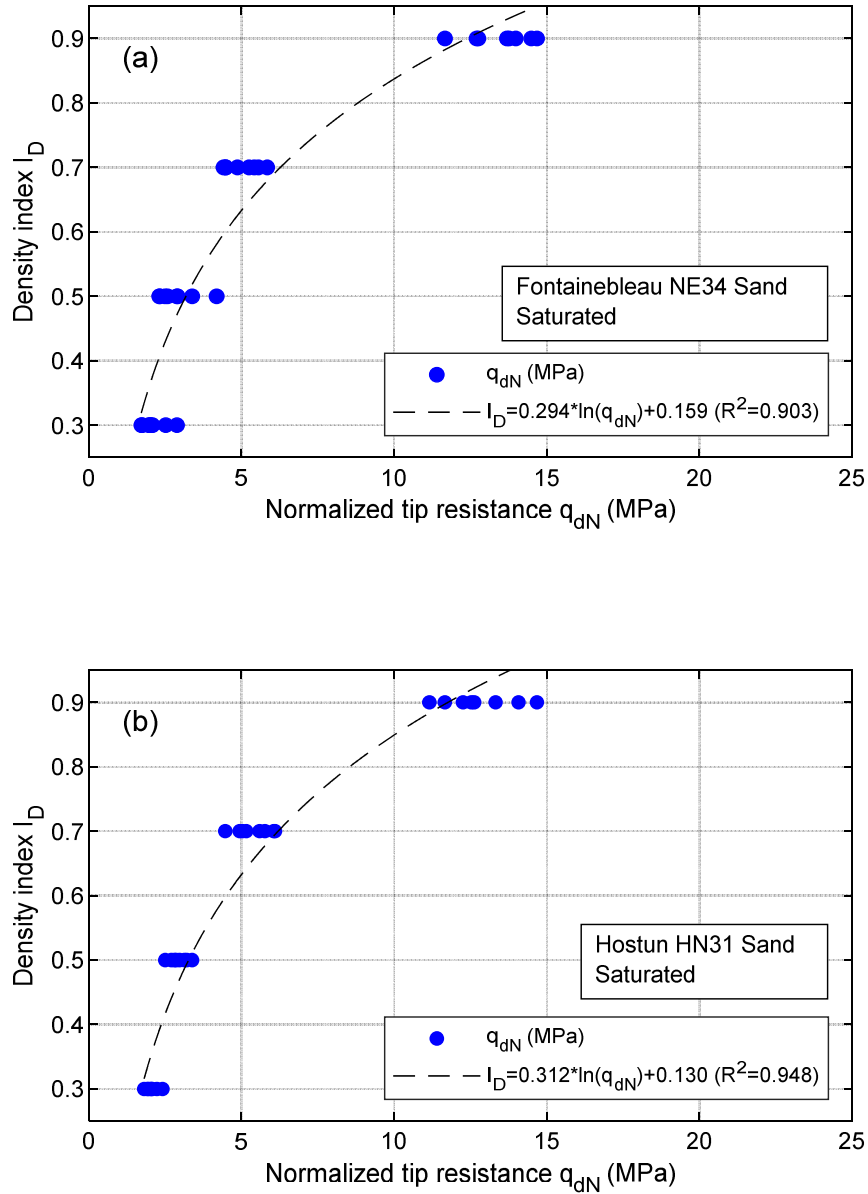 (a)
0.9
0.8
0.7
0.6
0.5
0.4
0.3
Density index I_D
Fontainebleau NE34 Sand
Saturated
q_dN (MPa)
I_D=0.294*ln(q_dN)+0.159 (R²=0.903)
0 5 10 15 20 25
Normalized tip resistance q_dN (MPa)
(b)
0.9
0.8
0.7
0.6
0.5
0.4
0.3
Density index I_D
Hostun HN31 Sand
Saturated
q_dN (MPa)
I_D=0.312*ln(q_dN)+0.130 (R²=0.948)
0 5 10 15 20 25
Normalized tip resistance q_dN (MPa)